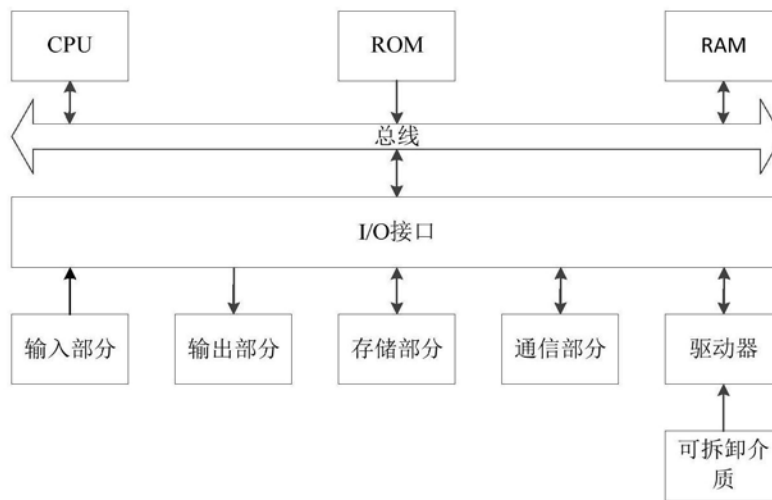 CPU
ROM
RAM
总线
I/O接口
输入部分
输出部分
存储部分
通信部分
驱动器
可拆卸介
质